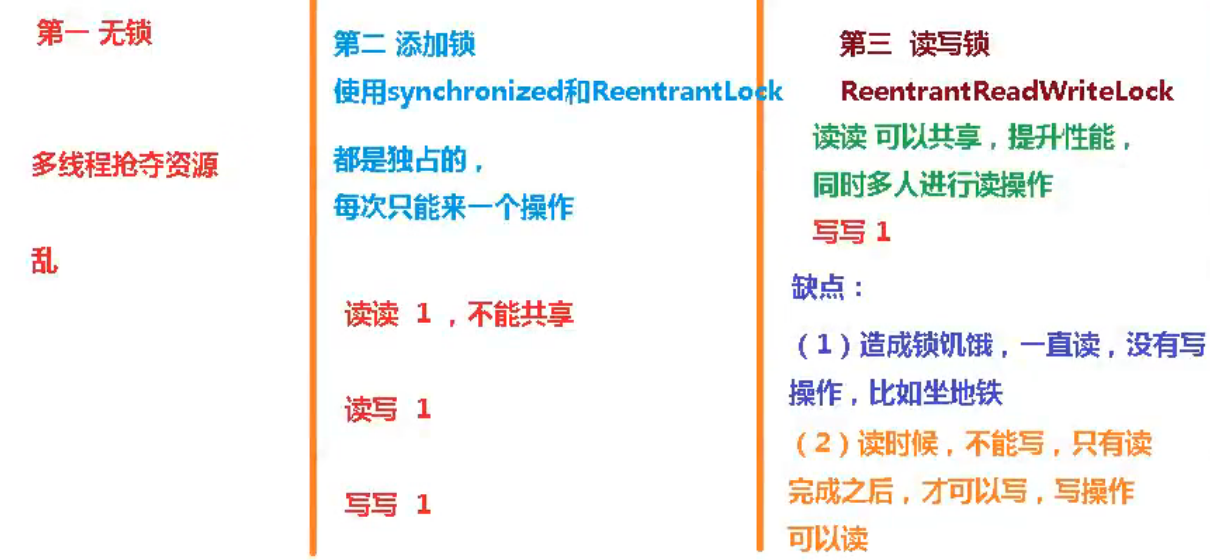 第一 无锁
多线程抢夺资源
乱
第二 添加锁
使用synchronized和ReentrantLock
都是独占的，
每次只能来一个操作
读读 1 ，不能共享
读写 1
写写 1
第三 读写锁
ReentrantReadWriteLock
读读 可以共享，提升性能，
同时多人进行读操作
写写 1
缺点：
（1）造成锁饥饿，一直读，没有写
操作，比如坐地铁
（2）读时候，不能写，只有读
完成之后，才可以写，写操作
可以读